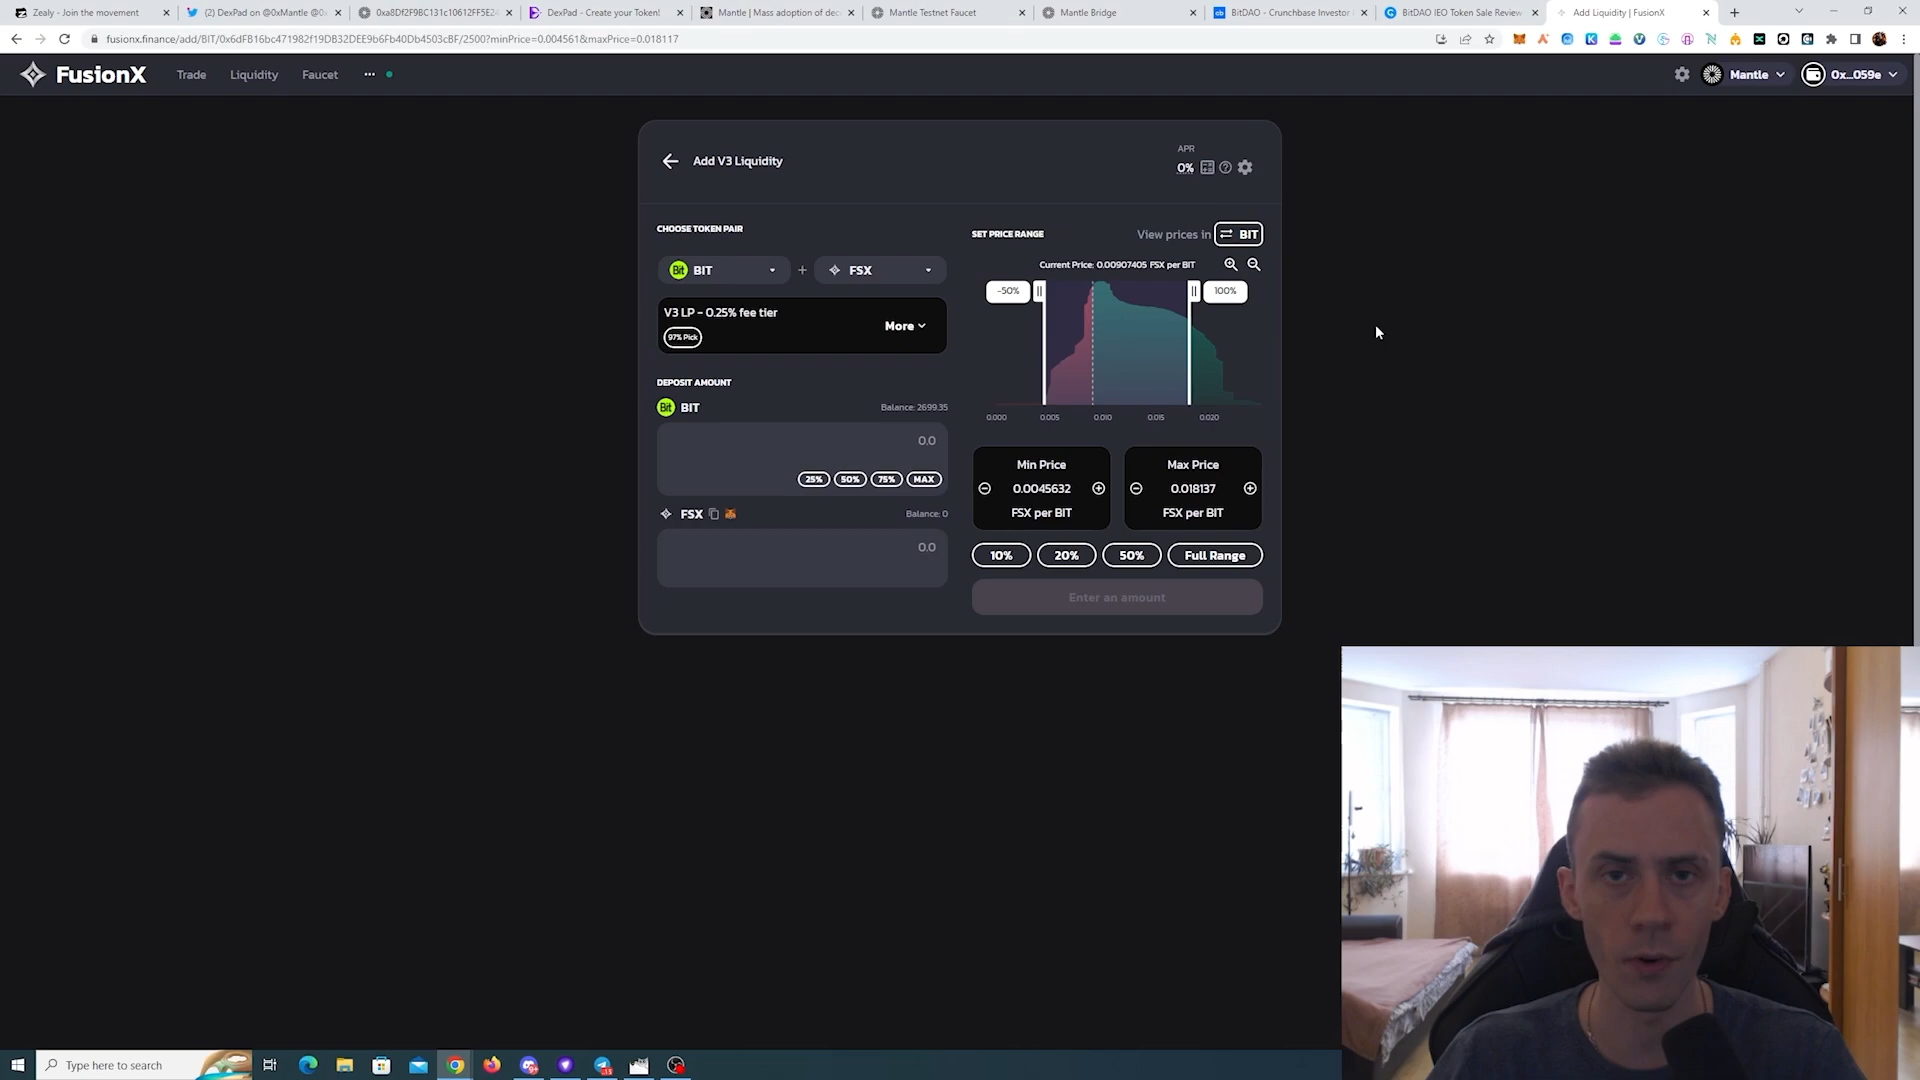 Zealy - Join the movement
(2) DexPad on @0xMantle @0x
0xa8Df2F9BC131c10612FF5E24
DexPad - Create your Token!
Mantle | Mass adoption of dec
Mantle Testnet Faucet
Mantle Bridge
BitDAO - Crunchbase Investor
BitDAO IEO Token Sale Review
Add Liquidity | FusionX
fusionx.finance/add/BIT/0x6dFB16bc471982f19DB32DEE9b6Fb40Db4503cBF/2500?minPrice=0.004561&maxPrice=0.018117
FusionX
Trade
Liquidity
Faucet
Mantle
0x...059e
Add V3 Liquidity
APR
0%
CHOOSE TOKEN PAIR
Bit BIT + FSX
V3 LP - 0.25% fee tier
97% Pick
More
DEPOSIT AMOUNT
Bit BIT
Balance: 2699.35
0.0
25% 50% 75% MAX
FSX
Balance: 0
0.0
SET PRICE RANGE
View prices in BIT
Current Price: 0.00907405 FSX per BIT
-50%
100%
0.000 0.005 0.010 0.015 0.020
Min Price
0.0045632
FSX per BIT
Max Price
0.018137
FSX per BIT
10% 20% 50% Full Range
Enter an amount
Type here to search